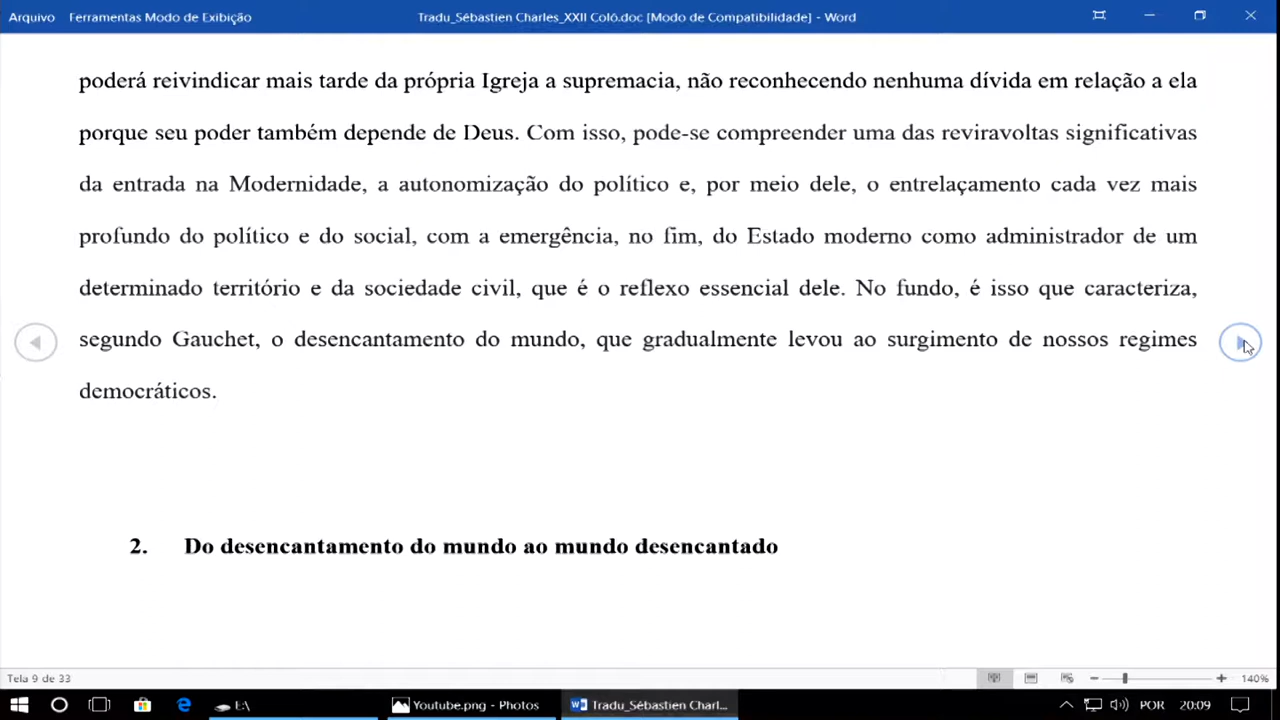 Arquivo Ferramentas Modo de Exibição Tradu_Sébastien Charles_XXII Coló.doc [Modo de Compatibilidade] - Word
poderá reivindicar mais tarde da própria Igreja a supremacia, não reconhecendo nenhuma dívida em relação a ela
porque seu poder também depende de Deus. Com isso, pode-se compreender uma das reviravoltas significativas
da entrada na Modernidade, a autonomização do político e, por meio dele, o entrelaçamento cada vez mais
profundo do político e do social, com a emergência, no fim, do Estado moderno como administrador de um
determinado território e da sociedade civil, que é o reflexo essencial dele. No fundo, é isso que caracteriza,
segundo Gauchet, o desencantamento do mundo, que gradualmente levou ao surgimento de nossos regimes
democráticos.
2. Do desencantamento do mundo ao mundo desencantado
Tela 9 de 33 140%
E:\ Youtube.png - Photos Tradu_Sébastien Charl... POR 20:09